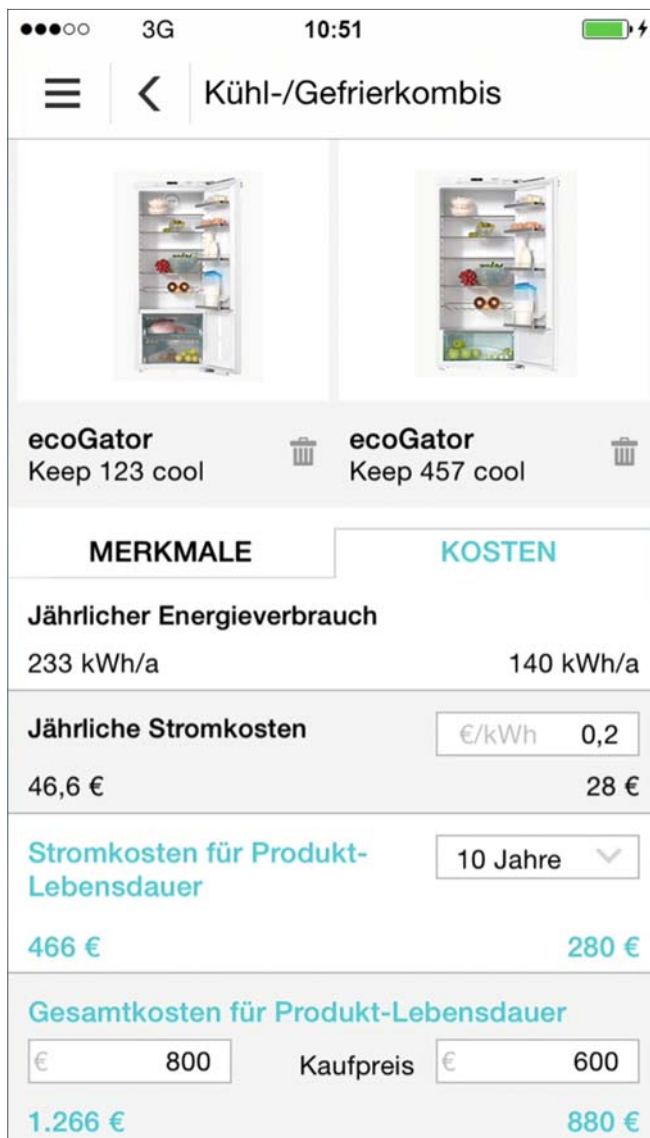 3G 10:51
Kühl-/Gefrierkombis
ecoGator ecoGator
Keep 123 cool Keep 457 cool
MERKMALE KOSTEN
Jährlicher Energieverbrauch
233 kWh/a 140 kWh/a
Jährliche Stromkosten €/kWh 0,2
46,6 € 28 €
Stromkosten für Produkt- 10 Jahre
Lebensdauer
466 € 280 €
Gesamtkosten für Produkt-Lebensdauer
€ 800 Kaufpreis € 600
1.266 € 880 €